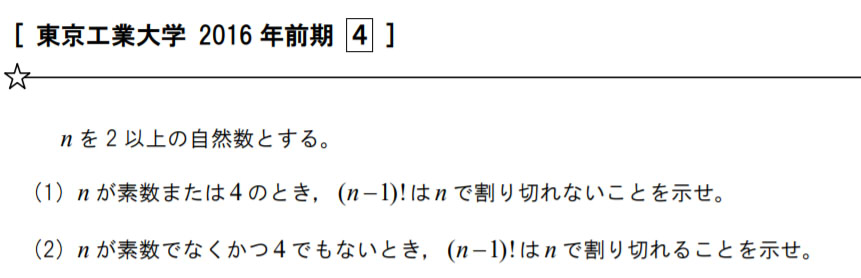 [ 東京工業大学 2016 年前期 4 ]
☆
n を 2 以上の自然数とする。
(1) n が素数または 4 のとき, (n−1)! は n で割り切れないことを示せ。
(2) n が素数でなくかつ 4 でもないとき, (n−1)! は n で割り切れることを示せ。